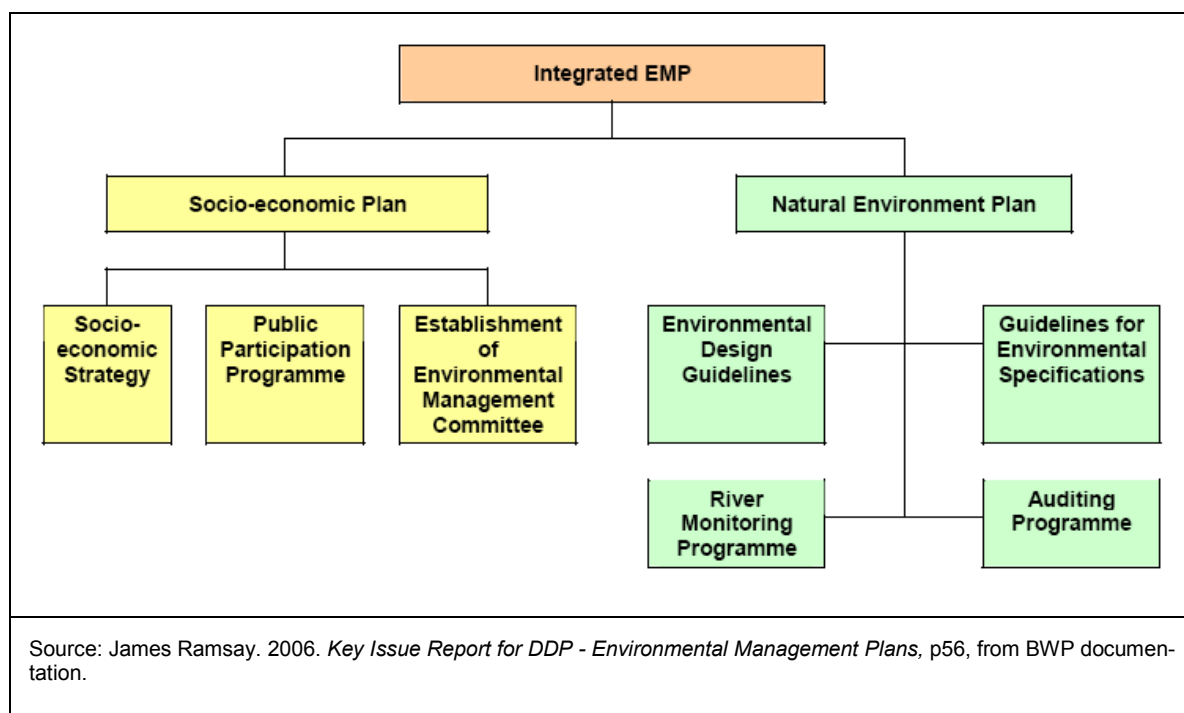 Integrated EMP
Socio-economic Plan
Natural Environment Plan
Socio-
economic
Strategy
Public
Participation
Programme
Establishment
of
Environmental
Management
Committee
Environmental
Design
Guidelines
Guidelines for
Environmental
Specifications
River
Monitoring
Programme
Auditing
Programme
Source: James Ramsay. 2006. Key Issue Report for DDP - Environmental Management Plans, p56, from BWP documen-
tation.